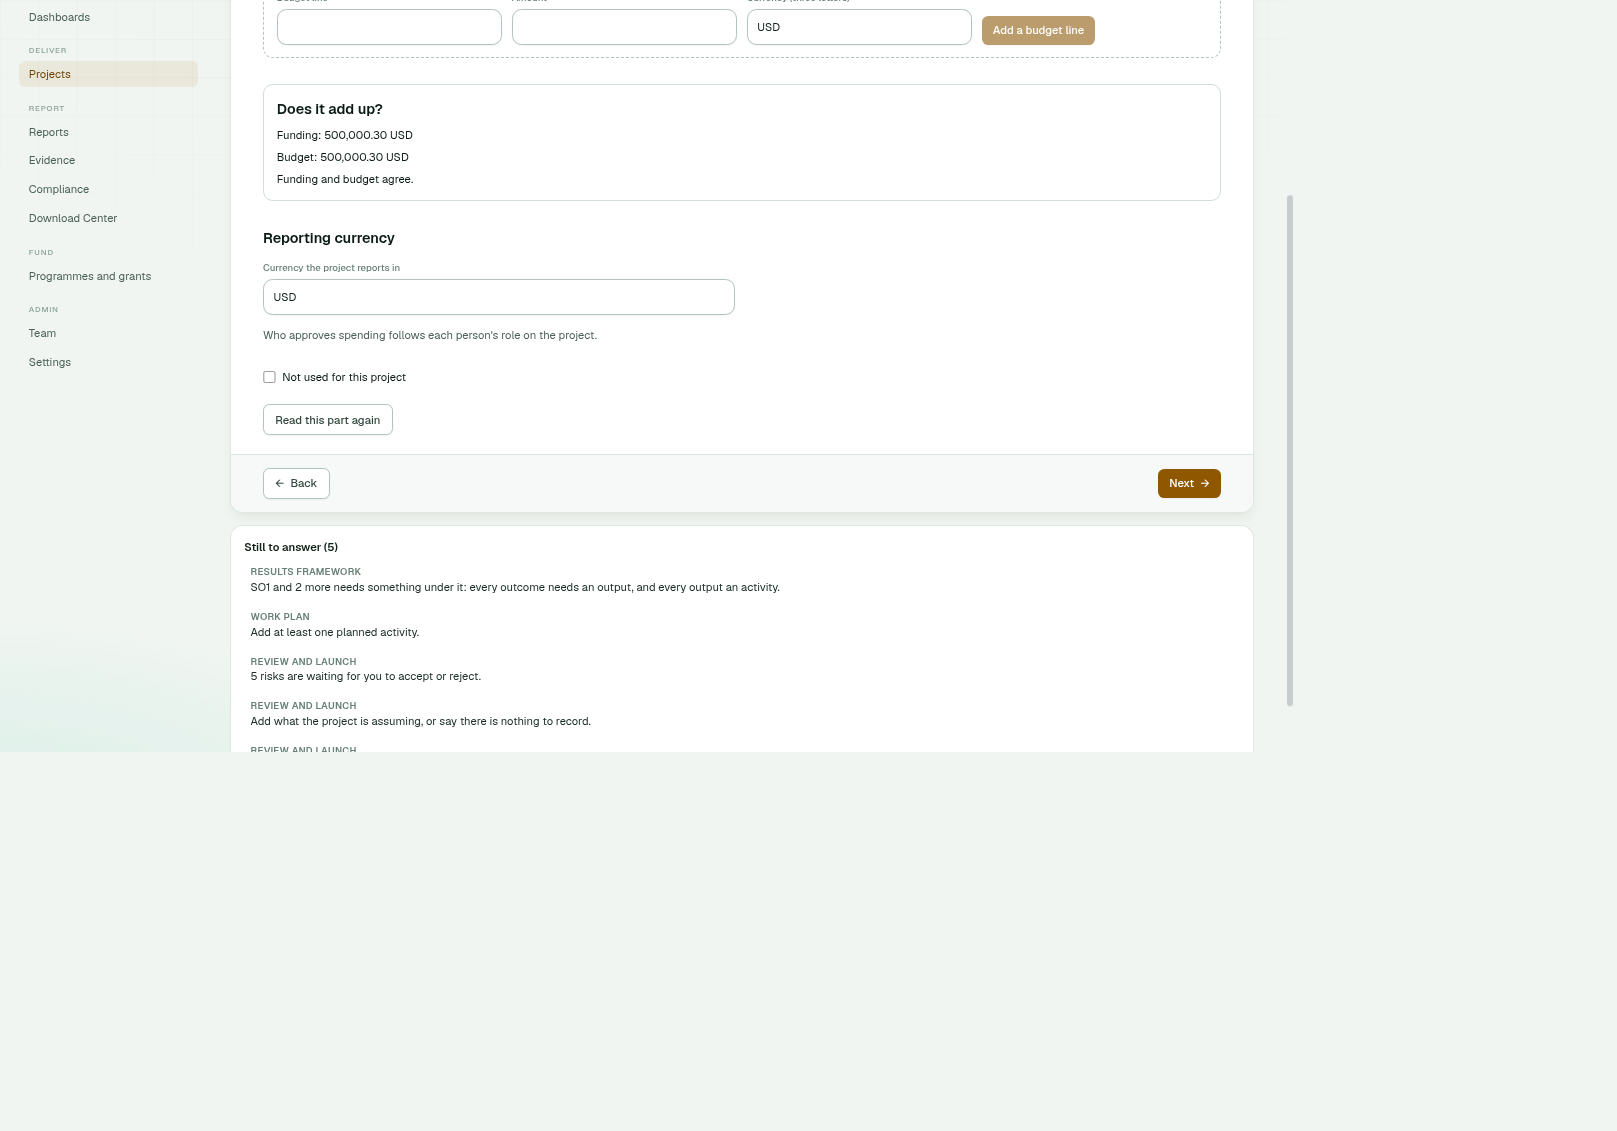 Dashboards
DELIVER
Projects
REPORT
Reports
Evidence
Compliance
Download Center
FUND
Programmes and grants
ADMIN
Team
Settings
USD
Add a budget line
Does it add up?
Funding: 500,000.30 USD
Budget: 500,000.30 USD
Funding and budget agree.
Reporting currency
Currency the project reports in
USD
Who approves spending follows each person's role on the project.
Not used for this project
Read this part again
← Back
Next →
Still to answer (5)
RESULTS FRAMEWORK
SO1 and 2 more needs something under it: every outcome needs an output, and every output an activity.
WORK PLAN
Add at least one planned activity.
REVIEW AND LAUNCH
5 risks are waiting for you to accept or reject.
REVIEW AND LAUNCH
Add what the project is assuming, or say there is nothing to record.
REVIEW AND LAUNCH